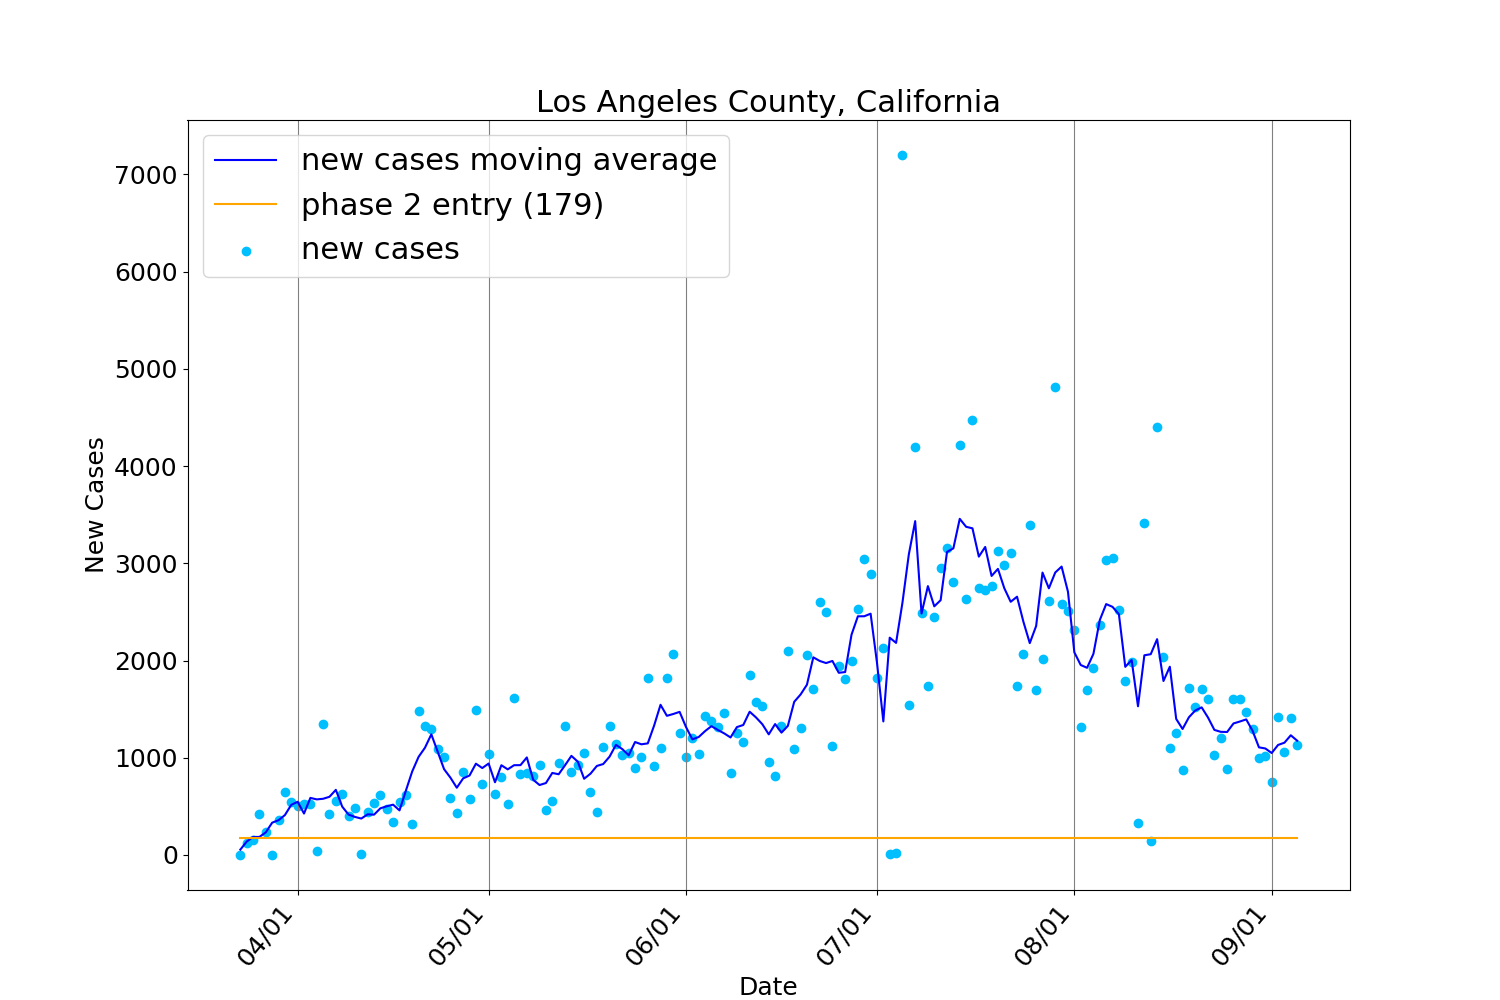 Los Angeles County, California
new cases moving average
phase 2 entry (179)
new cases
7000
6000
5000
4000
3000
2000
1000
0
New Cases
04/01
05/01
06/01
07/01
08/01
09/01
Date